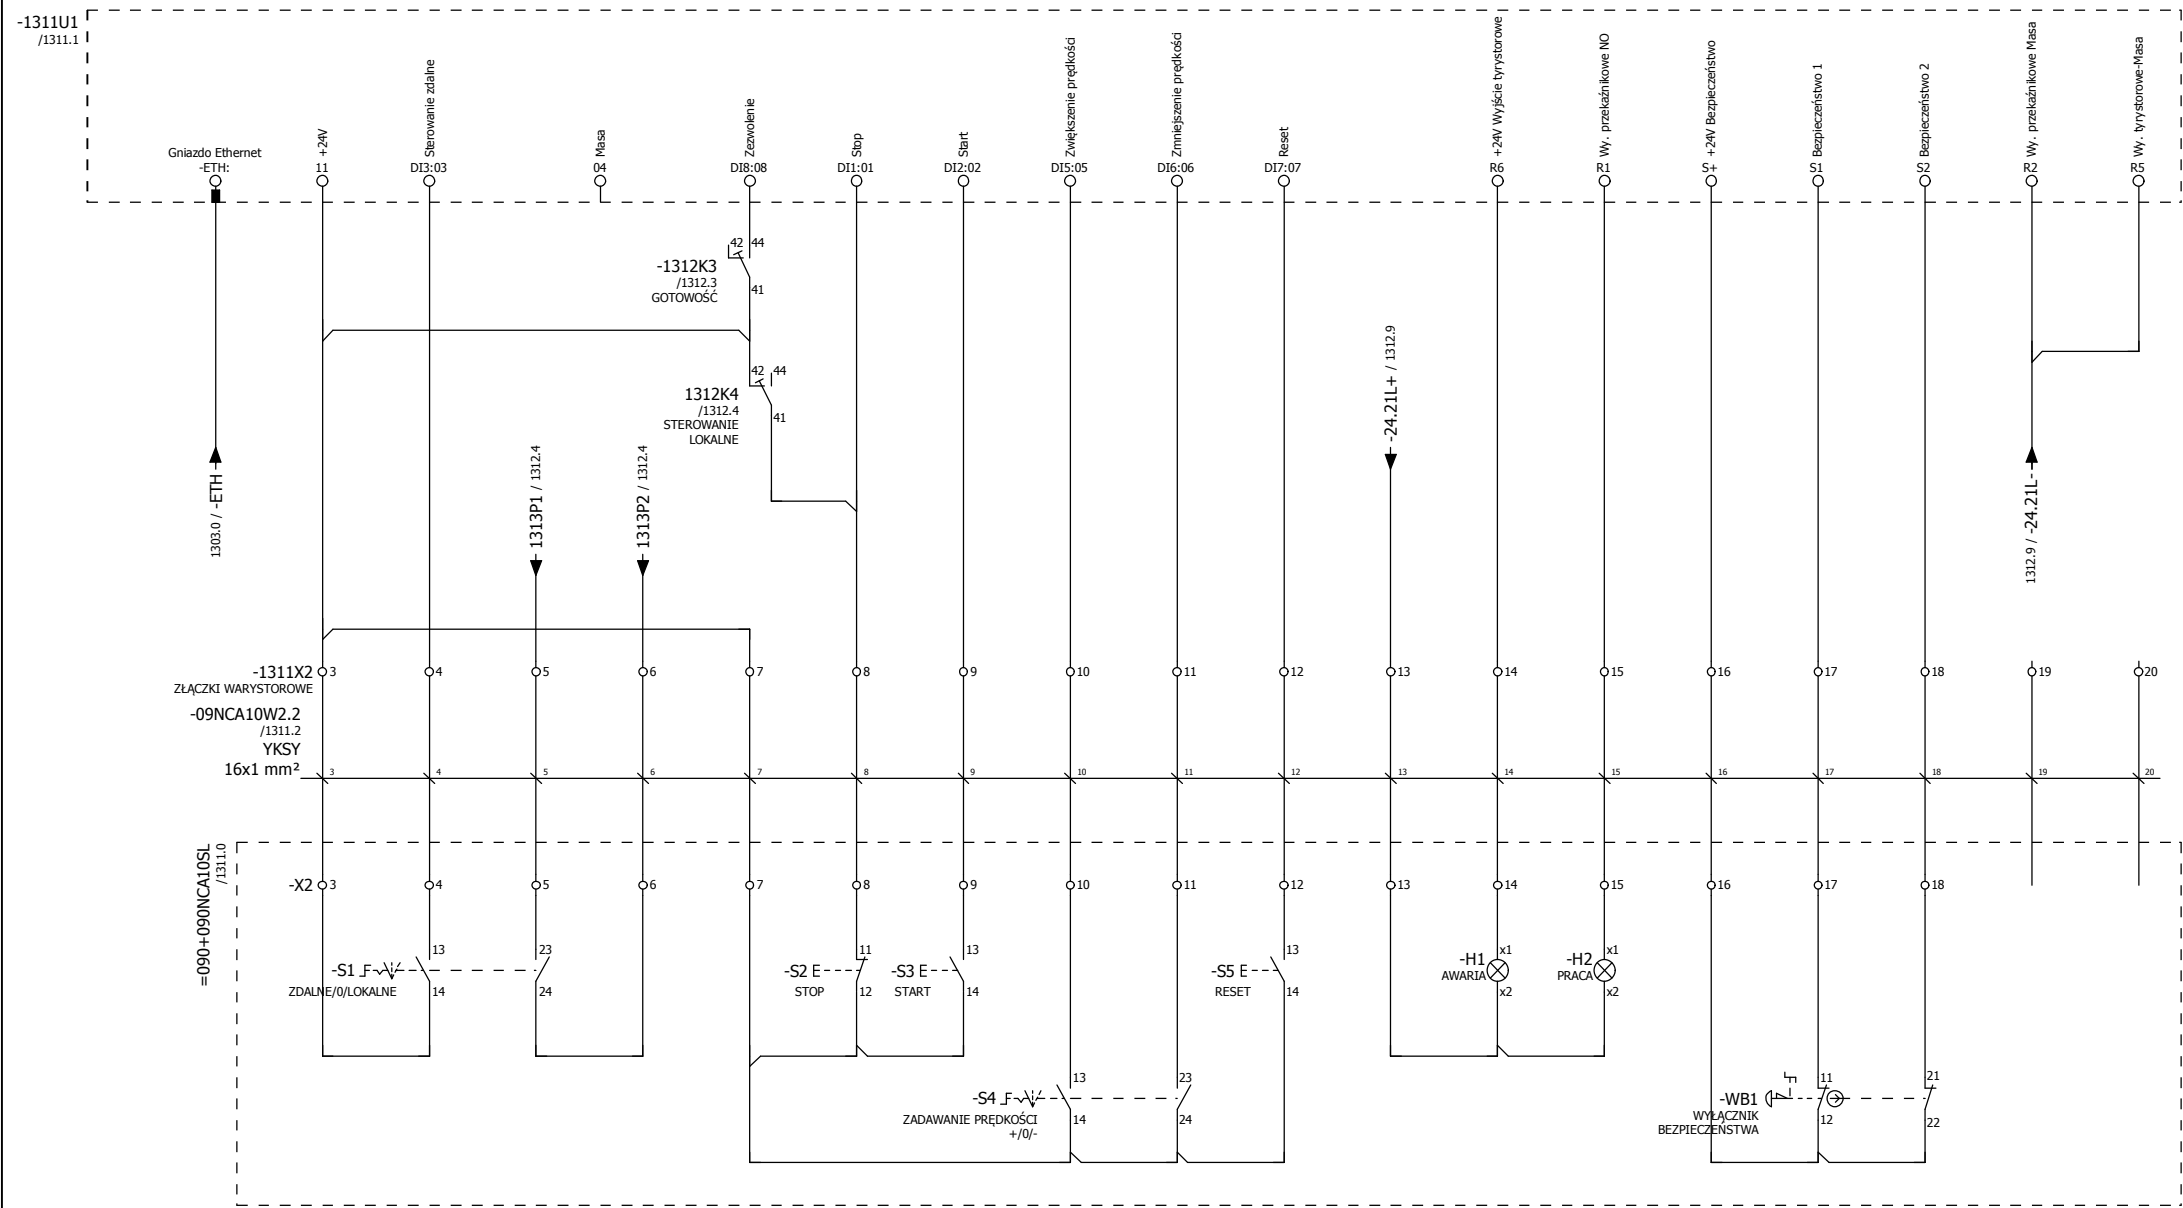 -1311U1
/1311.1
Gniazdo Ethernet
-ETH:
+24V
11
Sterowanie zdalne
DI3:03
Masa
04
Zezwolenie
DI8:08
Stop
DI1:01
Start
DI2:02
Zwiększenie prędkości
DI5:05
Zmniejszenie prędkości
DI6:06
Reset
DI7:07
+24V Wyjście tyrystorowe
R6
Wy. przekaźnikowe NO
R1
+24V Bezpieczeństwo
S+
Bezpieczeństwo 1
S1
Bezpieczeństwo 2
S2
Wy. przekaźnikowe Masa
R2
Wy. tyrystorowe-Masa
R5
42 44
-1312K3
/1312.3
GOTOWOŚĆ
41
42 44
1312K4
/1312.4
STEROWANIE
LOKALNE
41
1303.0 / -ETH
1313P1 / 1312.4
1313P2 / 1312.4
-24.21L+ / 1312.9
1312.9 / -24.21L-
-1311X2 3 4 5 6 7 8 9 10 11 12 13 14 15 16 17 18 19 20
ZŁĄCZKI WARYSTOROWE
-09NCA10W2.2
/1311.2
YKSY
16x1 mm²
3 4 5 6 7 8 9 10 11 12 13 14 15 16 17 18 19 20
=090+090NCA10SL
/1311.0
-X2 3 4 5 6 7 8 9 10 11 12 13 14 15 16 17 18
-S1
ZDALNE/0/LOKALNE
13
14
23
24
-S2 E
STOP
11
12
-S3 E
START
13
14
-S5 E
RESET
13
14
-H1
AWARIA
x1
x2
-H2
PRACA
x1
x2
-S4
ZADAWANIE PRĘDKOŚCI
+/0/-
13
14
23
24
-WB1
WYŁĄCZNIK
BEZPIECZEŃSTWA
11
12
21
22